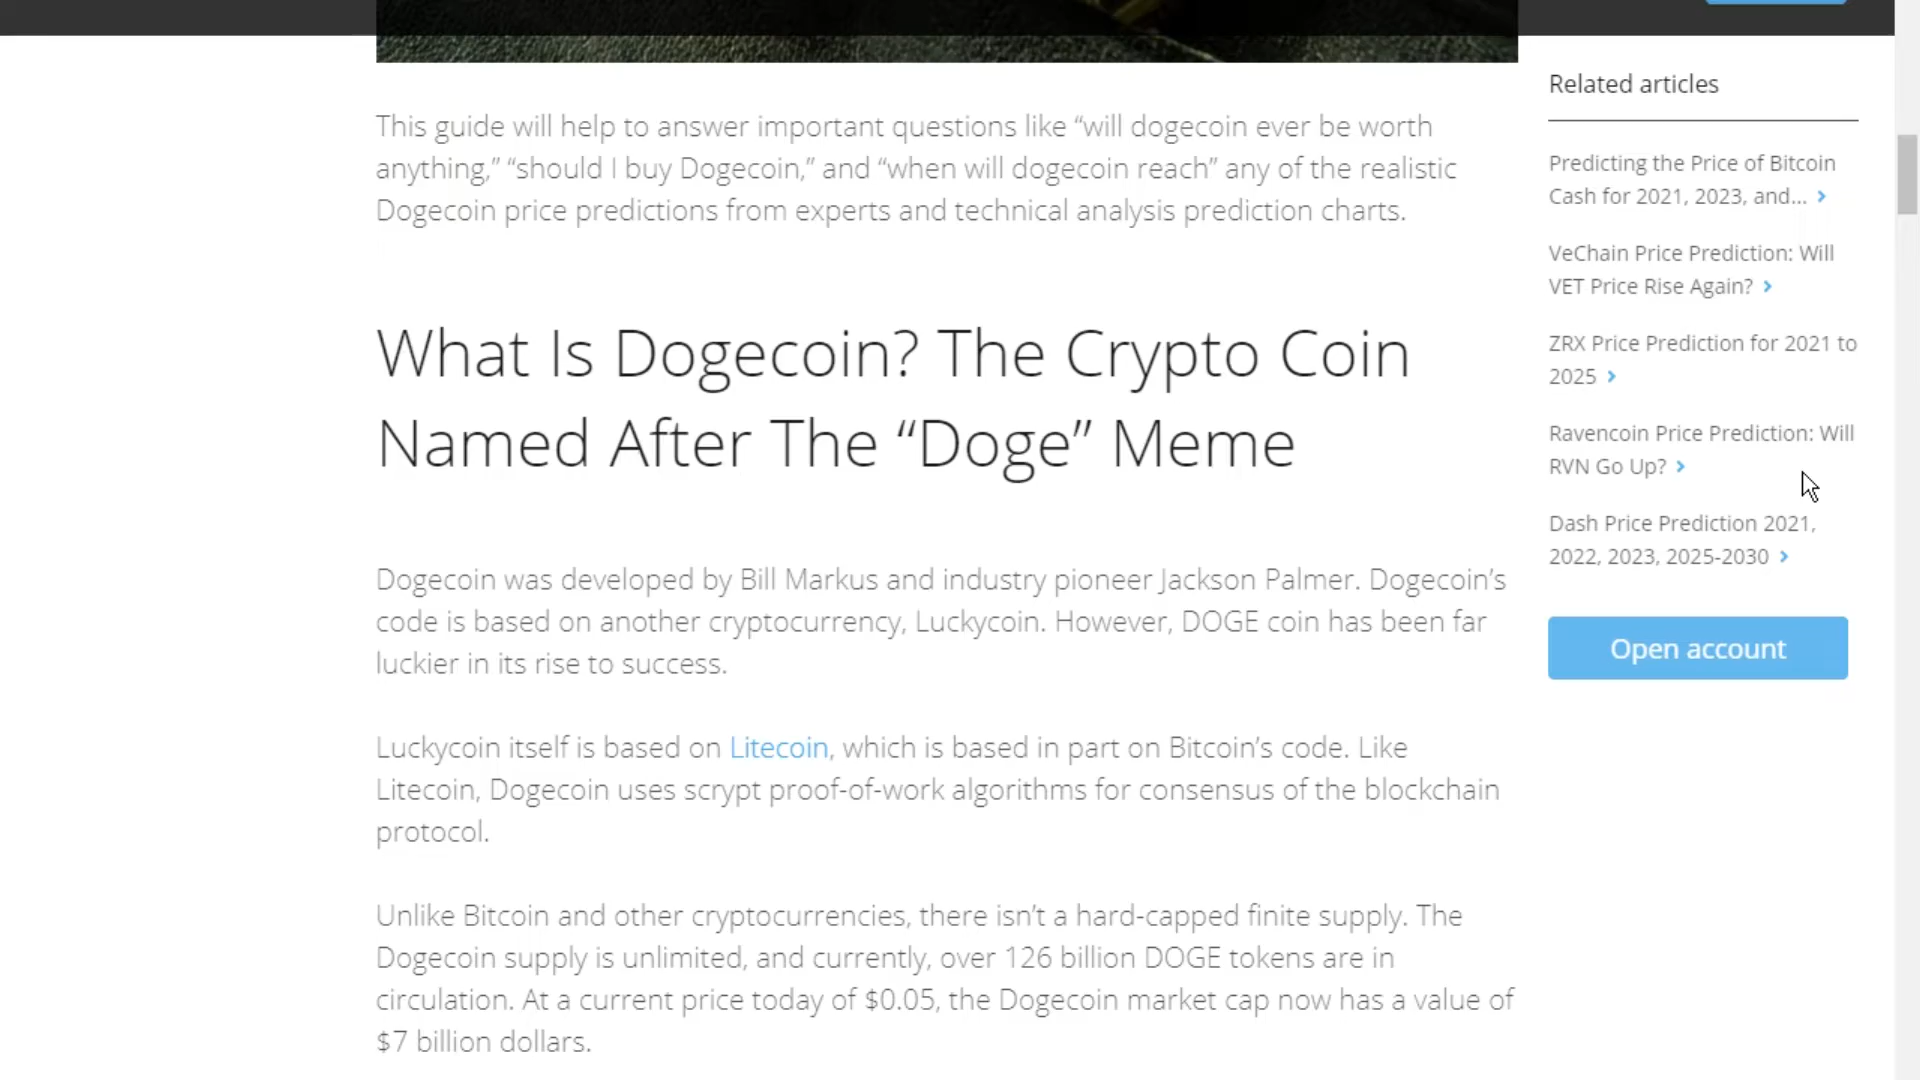 This guide will help to answer important questions like “will dogecoin ever be worth
anything,” “should I buy Dogecoin,” and “when will dogecoin reach” any of the realistic
Dogecoin price predictions from experts and technical analysis prediction charts.
What Is Dogecoin? The Crypto Coin
Named After The “Doge” Meme
Dogecoin was developed by Bill Markus and industry pioneer Jackson Palmer. Dogecoin’s
code is based on another cryptocurrency, Luckycoin. However, DOGE coin has been far
luckier in its rise to success.
Luckycoin itself is based on Litecoin, which is based in part on Bitcoin’s code. Like
Litecoin, Dogecoin uses scrypt proof-of-work algorithms for consensus of the blockchain
protocol.
Unlike Bitcoin and other cryptocurrencies, there isn’t a hard-capped finite supply. The
Dogecoin supply is unlimited, and currently, over 126 billion DOGE tokens are in
circulation. At a current price today of $0.05, the Dogecoin market cap now has a value of
$7 billion dollars.
Related articles
Predicting the Price of Bitcoin
Cash for 2021, 2023, and...
VeChain Price Prediction: Will
VET Price Rise Again?
ZRX Price Prediction for 2021 to
2025
Ravencoin Price Prediction: Will
RVN Go Up?
Dash Price Prediction 2021,
2022, 2023, 2025-2030
Open account